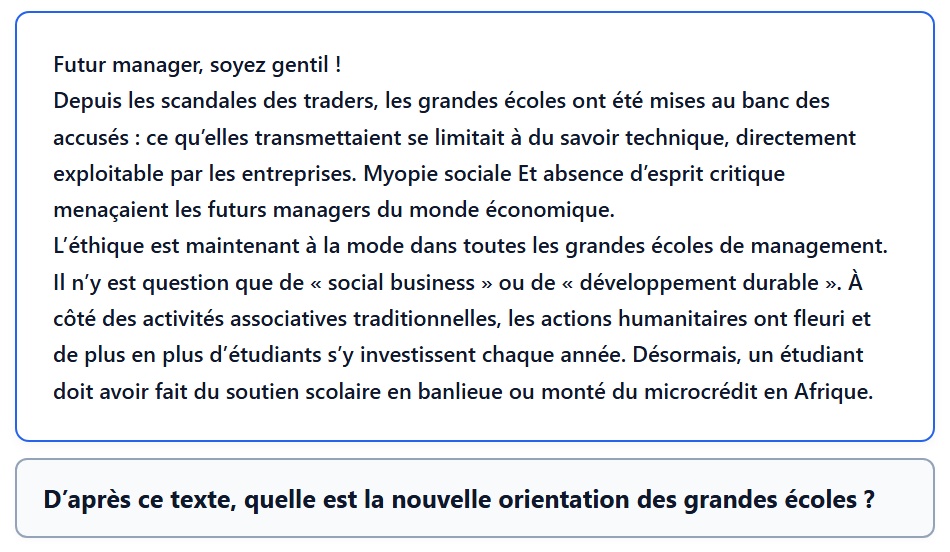 Futur manager, soyez gentil !
Depuis les scandales des traders, les grandes écoles ont été mises au banc des
accusés : ce qu’elles transmettaient se limitait à du savoir technique, directement
exploitable par les entreprises. Myopie sociale Et absence d’esprit critique
menaçaient les futurs managers du monde économique.
L’éthique est maintenant à la mode dans toutes les grandes écoles de management.
Il n’y est question que de « social business » ou de « développement durable ». À
côté des activités associatives traditionnelles, les actions humanitaires ont fleuri et
de plus en plus d’étudiants s’y investissent chaque année. Désormais, un étudiant
doit avoir fait du soutien scolaire en banlieue ou monté du microcrédit en Afrique.
D’après ce texte, quelle est la nouvelle orientation des grandes écoles ?